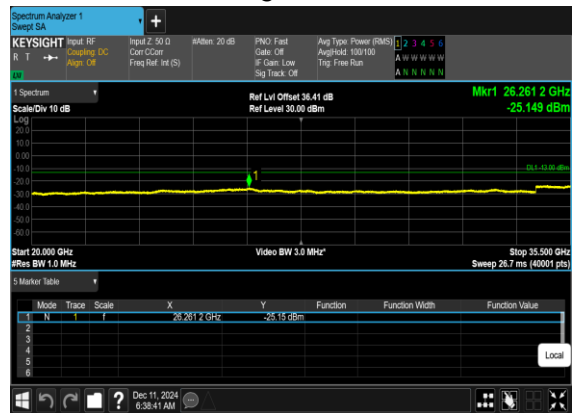 Spectrum Analyzer 1
Swept SA
+
KEYSIGHT
R T
LXI
Input: RF
Coupling: DC
Align: Off
Input Z: 50 Ω
Corr CCorr
Freq Ref: Int (S)
#Atten: 20 dB
PNO: Fast
Gate: Off
IF Gain: Low
Sig Track: Off
Avg Type: Power (RMS)
Avg|Hold: 100/100
Trig: Free Run
1 2 3 4 5 6
A W W W W W
A N N N N N
1 Spectrum
Scale/Div 10 dB
Ref Lvl Offset 36.41 dB
Ref Level 30.00 dBm
Mkr1 26.261 2 GHz
-25.149 dBm
Log
20.0
10.0
0.00
-10.0
-20.0
-30.0
-40.0
-50.0
-60.0
1
DL1 -13.00 dBm
Start 20.000 GHz
#Res BW 1.0 MHz
Video BW 3.0 MHz*
Stop 35.500 GHz
Sweep 26.7 ms (40001 pts)
5 Marker Table
Mode Trace Scale X Y Function Function Width Function Value
1 N 1 f 26.261 2 GHz -25.15 dBm
2
3
4
5
6
Local
?
Dec 11, 2024
6:38:41 AM